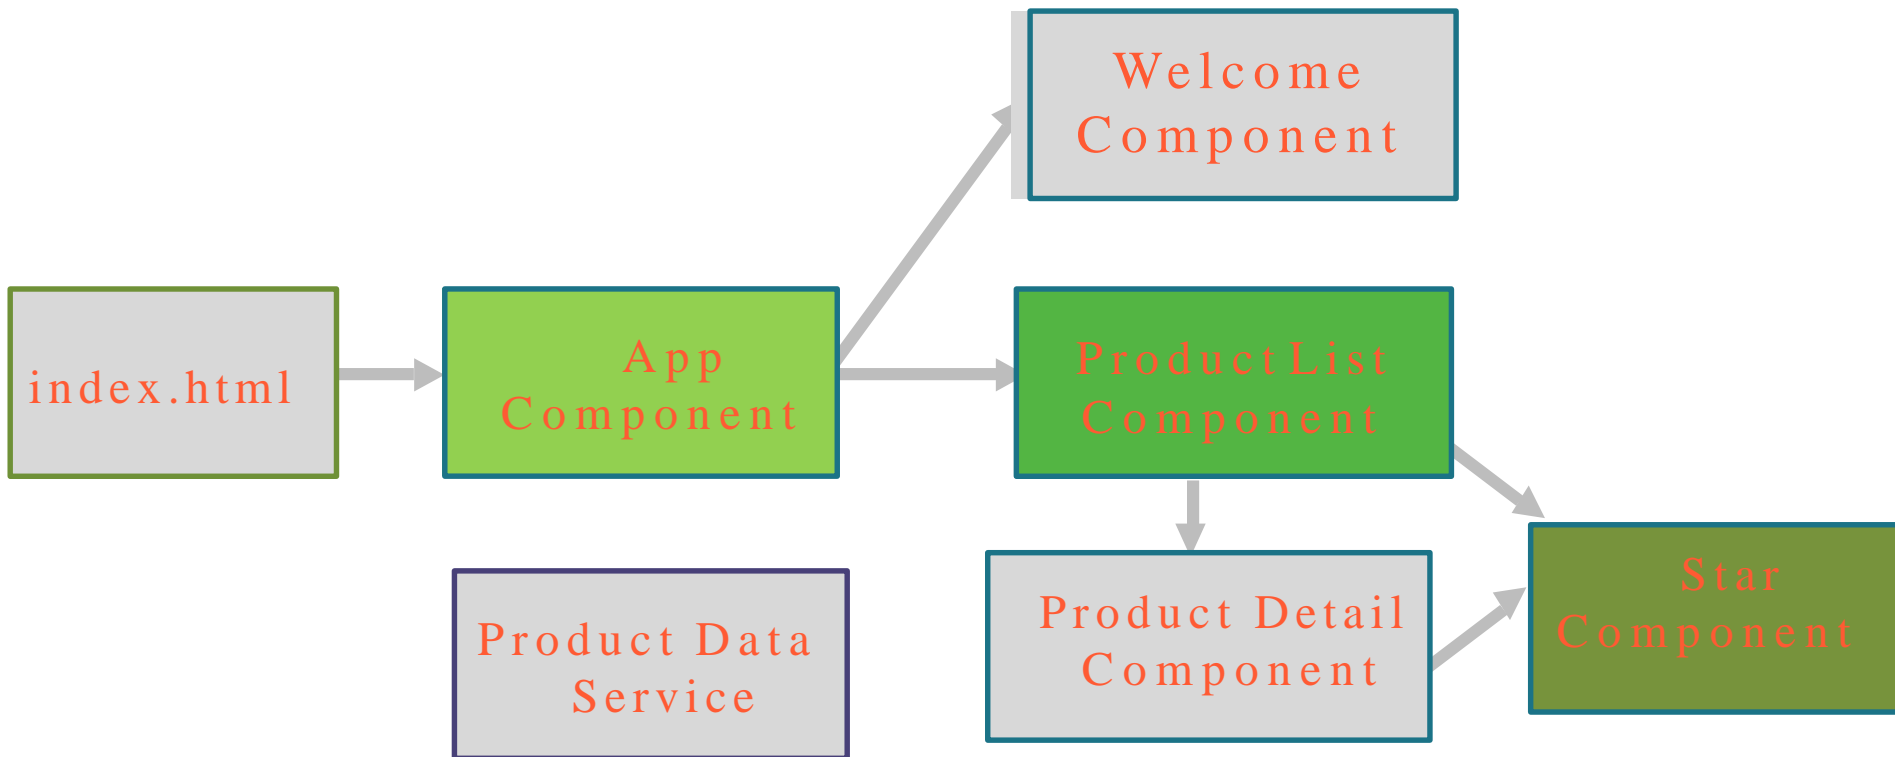 Welcome
Component
index.html
App
Component
Product List
Component
Product Data
Service
Product Detail
Component
Star
Component